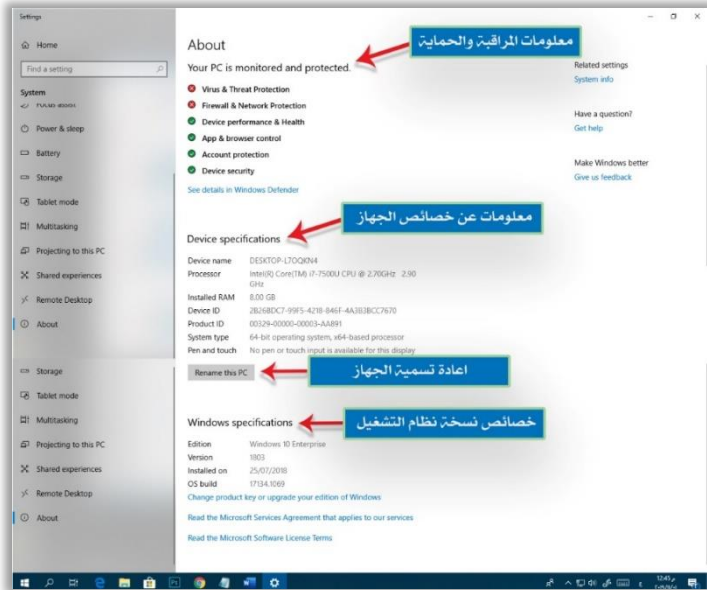 Settings
Home
Find a setting
System
Focus assist
Power & sleep
Battery
Storage
Tablet mode
Multitasking
Projecting to this PC
Shared experiences
Remote Desktop
About
Storage
Tablet mode
Multitasking
Projecting to this PC
Shared experiences
Remote Desktop
About
About
معلومات المراقبة والحماية
Your PC is monitored and protected.
Virus & Threat Protection
Firewall & Network Protection
Device performance & Health
App & browser control
Account protection
Device security
See details in Windows Defender
معلومات عن خصائص الجهاز
Device specifications
Device name DESKTOP-L7OQKN4
Processor Intel(R) Core(TM) i7-7500U CPU @ 2.70GHz 2.90
GHz
Installed RAM 8.00 GB
Device ID 2B26BDC7-99F5-4218-846F-4A3B3BCC7670
Product ID 00329-00000-00003-AA891
System type 64-bit operating system, x64-based processor
Pen and touch No pen or touch input is available for this display
Rename this PC
اعادة تسمية الجهاز
Windows specifications
خصائص نسخة نظام التشغيل
Edition Windows 10 Enterprise
Version 1803
Installed on 25/07/2018
OS build 17134.1069
Change product key or upgrade your edition of Windows
Read the Microsoft Services Agreement that applies to our services
Read the Microsoft Software License Terms
Related settings
System info
Have a question?
Get help
Make Windows better
Give us feedback
12:45 م